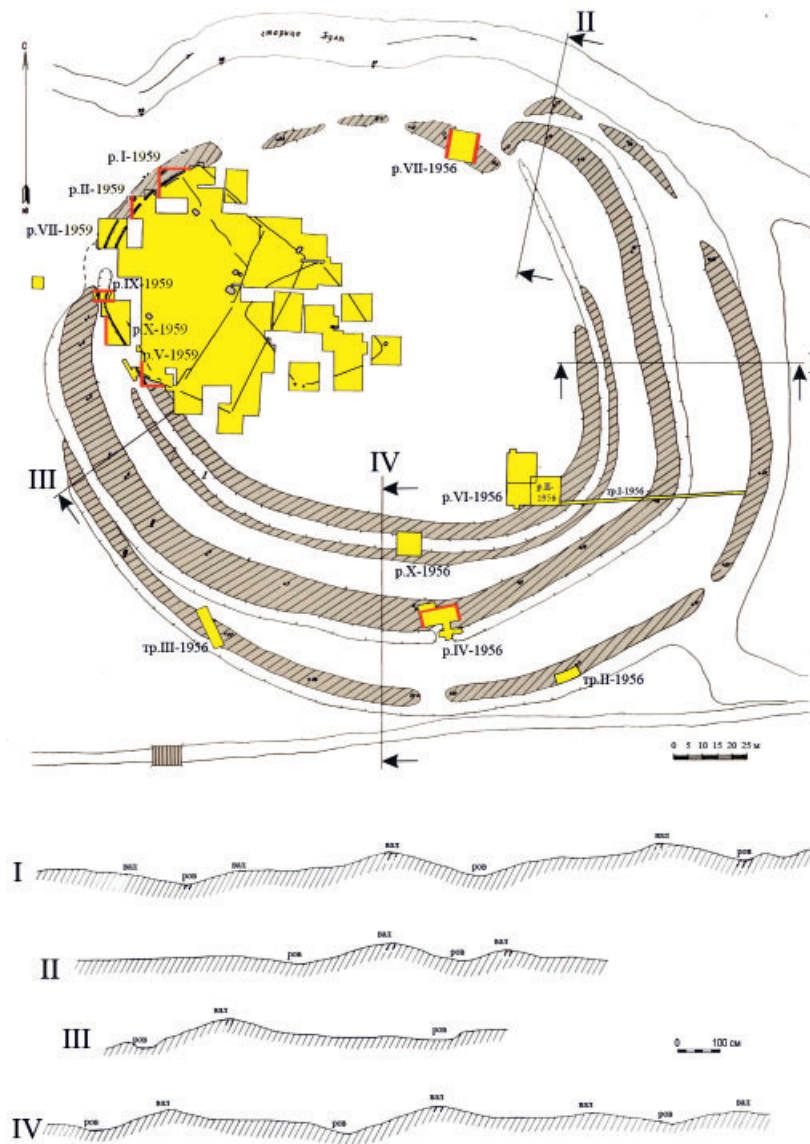 II
старица
С
р.I-1959
р.II-1959
р.VII-1956
р.VII-1959
р.IX-1959
р.X-1959
р.V-1959
III
IV
р.VI-1956
р.II-
1956
тр.I-1956
р.X-1956
тр.III-1956
р.IV-1956
тр.II-1956
0 5 10 15 20 25 м
I
вал ров вал вал ров вал ров
II
ров вал ров вал
III
ров вал ров
0 100 см
IV
ров вал ров вал вал ров вал